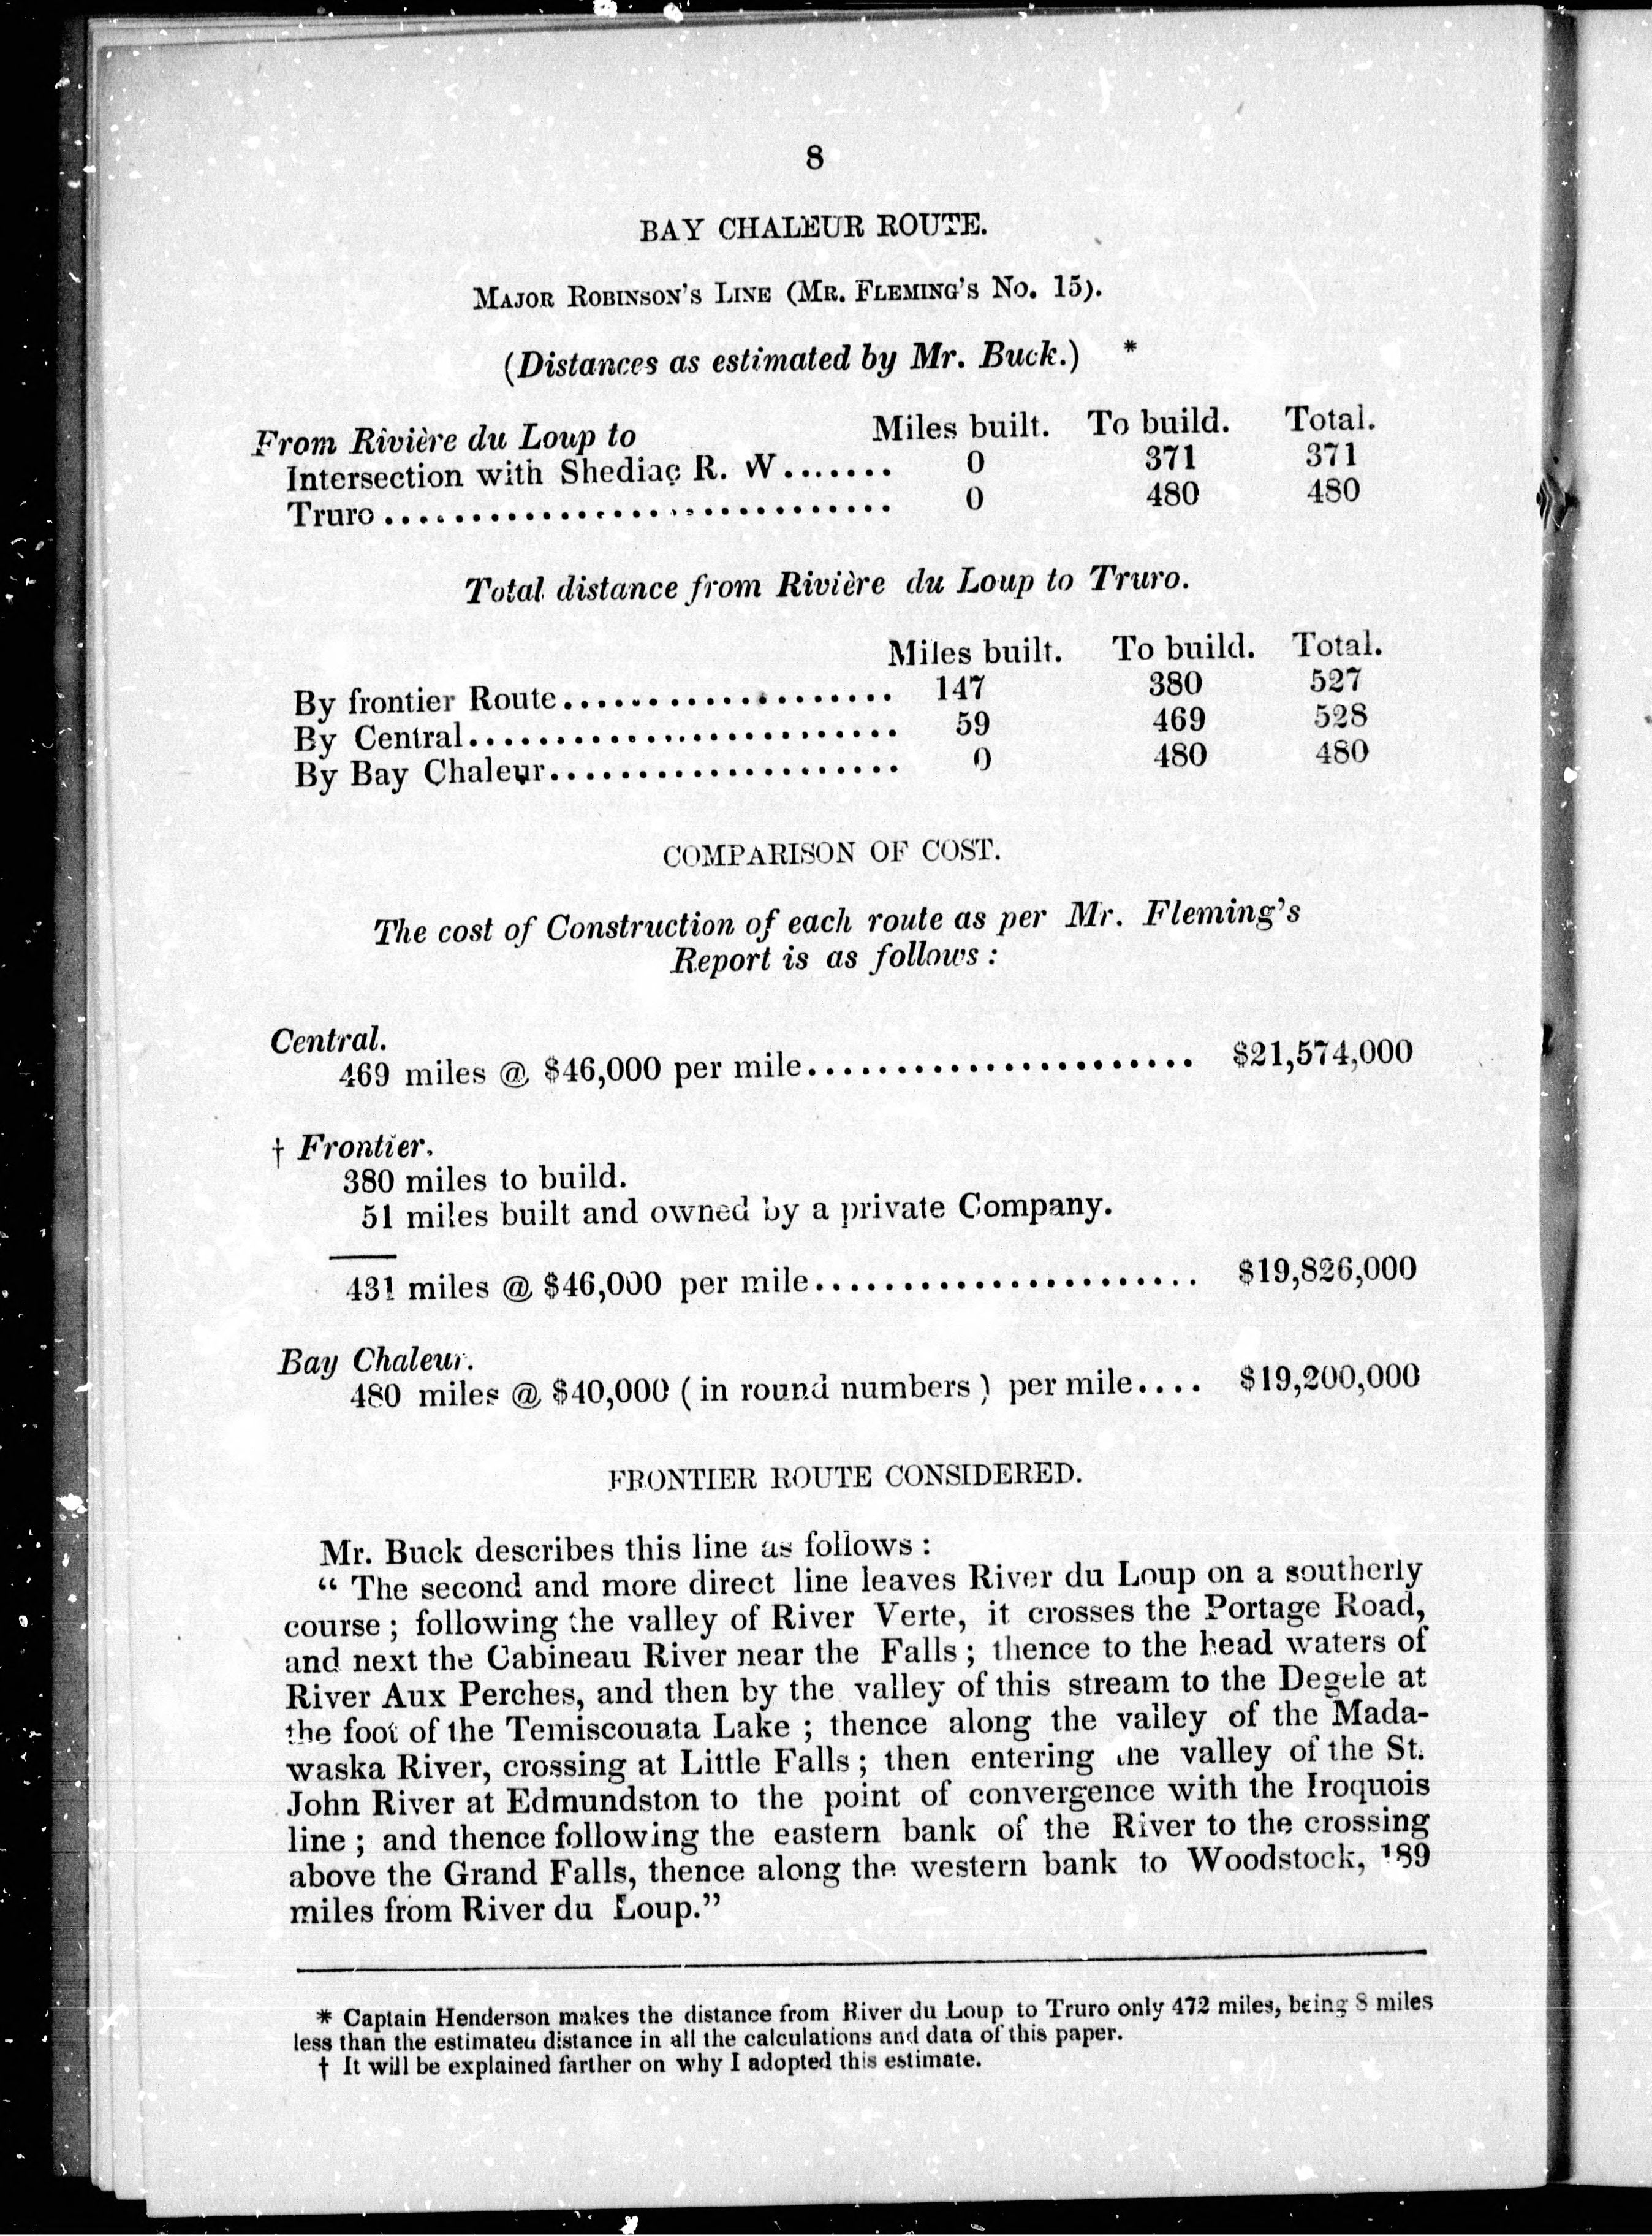 8
BAY CHALEUR ROUTE.
MAJOR ROBINSON'S LINE (MR. FLEMING'S No. 15).
(Distances as estimated by Mr. Buck.) *
From Rivière du Loup to Miles built. To build. Total.
Intersection with Shediac R. W....... 0 371 371
Truro............................. 0 480 480
Total distance from Rivière du Loup to Truro.
Miles built. To build. Total.
By frontier Route................... 147 380 527
By Central......................... 59 469 528
By Bay Chaleur.................... 0 480 480
COMPARISON OF COST.
The cost of Construction of each route as per Mr. Fleming's
Report is as follows :
Central.
469 miles @ $46,000 per mile...................... $21,574,000
† Frontier.
380 miles to build.
51 miles built and owned by a private Company.
431 miles @ $46,000 per mile...................... $19,826,000
Bay Chaleur.
480 miles @ $40,000 ( in round numbers ) per mile.... $19,200,000
FRONTIER ROUTE CONSIDERED.
Mr. Buck describes this line as follows :
“ The second and more direct line leaves River du Loup on a southerly
course ; following the valley of River Verte, it crosses the Portage Road,
and next the Cabineau River near the Falls ; thence to the head waters of
River Aux Perches, and then by the valley of this stream to the Degele at
the foot of the Temiscouata Lake ; thence along the valley of the Mada-
waska River, crossing at Little Falls ; then entering the valley of the St.
John River at Edmundston to the point of convergence with the Iroquois
line ; and thence following the eastern bank of the River to the crossing
above the Grand Falls, thence along the western bank to Woodstock, 189
miles from River du Loup.”
* Captain Henderson makes the distance from River du Loup to Truro only 472 miles, being 8 miles
less than the estimated distance in all the calculations and data of this paper.
† It will be explained farther on why I adopted this estimate.